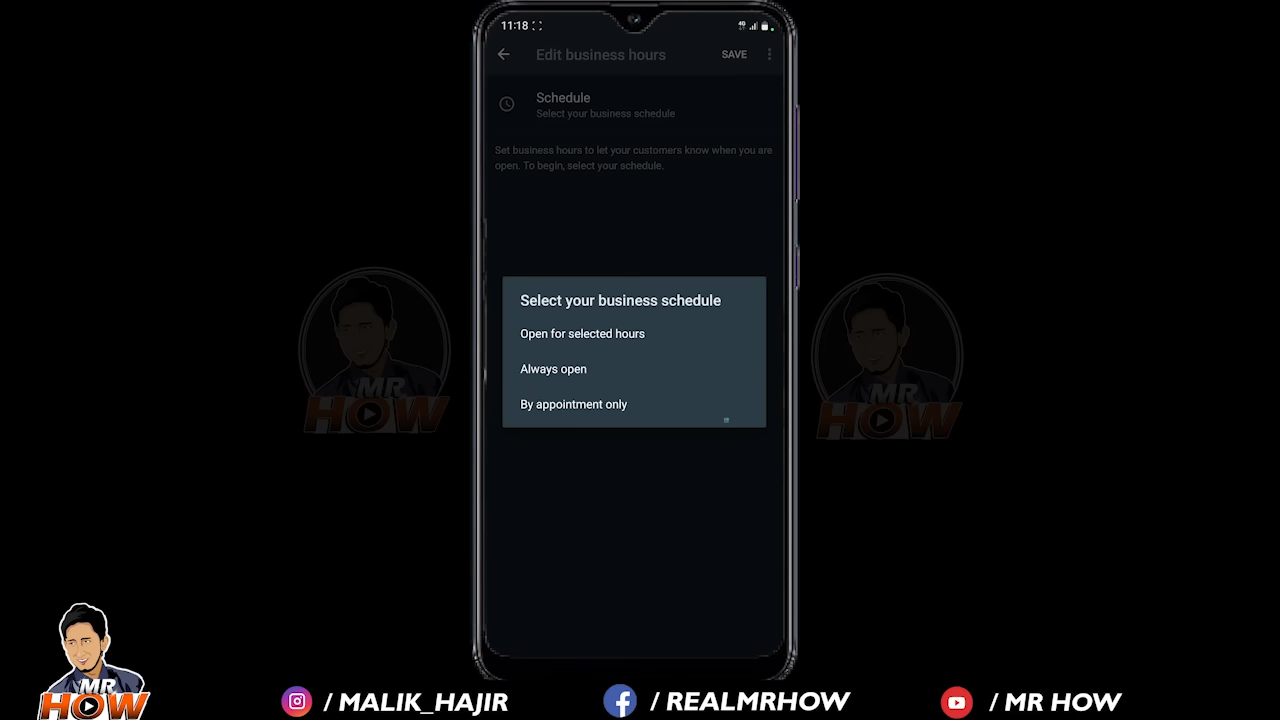 11:18
4G
Edit business hours
SAVE
Schedule
Select your business schedule
Set business hours to let your customers know when you are
open. To begin, select your schedule.
Select your business schedule
Open for selected hours
Always open
By appointment only
MR
HOW
MR
HOW
MR
HOW
/ MALIK_HAJIR
/ REALMRHOW
/ MR HOW